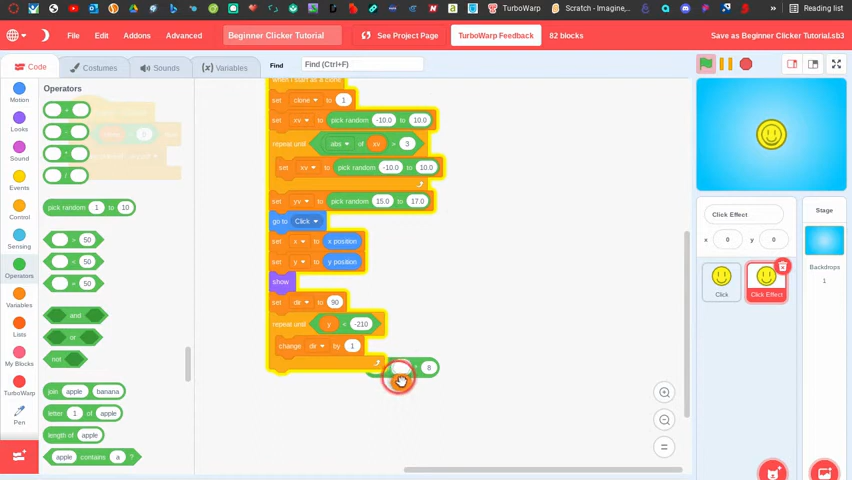 TurboWarp
Scratch - Imagine,...
Reading list
File
Edit
Addons
Advanced
Beginner Clicker Tutorial
See Project Page
TurboWarp Feedback
82 blocks
Save as Beginner Clicker Tutorial.sb3
Code
Costumes
Sounds
Variables
Find
Find (Ctrl+F)
Motion
Looks
Sound
Events
Control
Sensing
Operators
Variables
Lists
My Blocks
TurboWarp
Pen
Operators
+
-
*
/
pick random 1 to 10
> 50
< 50
= 50
and
or
not
join apple banana
letter 1 of apple
length of apple
apple contains a ?
when I start as a clone
set clone to 1
set xv to pick random -10.0 to 10.0
repeat until abs of xv > 3
set xv to pick random -10.0 to 10.0
set yv to pick random 15.0 to 17.0
go to Click
set x to x position
set y to y position
show
set dir to 90
repeat until y < -210
change dir by 1
8
Click Effect
x 0 y 0
Click
Click Effect
Stage
Backdrops
1